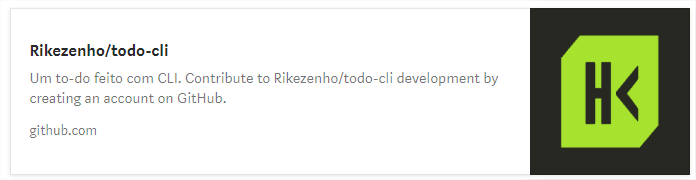 Rikezenho/todo-cli
Um to-do feito com CLI. Contribute to Rikezenho/todo-cli development by
creating an account on GitHub.
github.com
HK